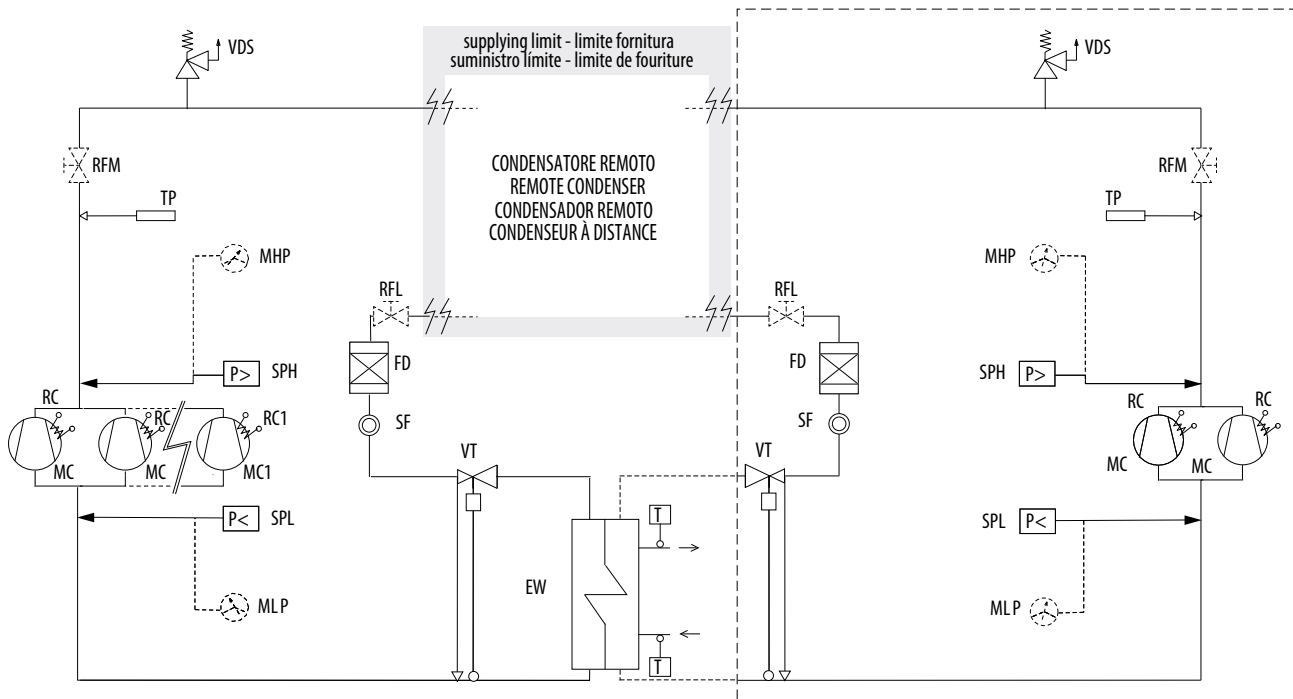 VDS
supplying limit - limite fornitura
suministro límite - limite de fouriture
VDS
RFM
CONDENSATORE REMOTO
REMOTE CONDENSER
CONDENSADOR REMOTO
CONDENSEUR À DISTANCE
RFM
TP
TP
MHP
MHP
RFL
RFL
P>
SPH
FD
FD
SPH
P>
RC
RC
RC1
SF
SF
RC
RC
MC
MC
MC1
VT
VT
MC
MC
P<
SPL
T
SPL
P<
EW
MLP
MLP
T